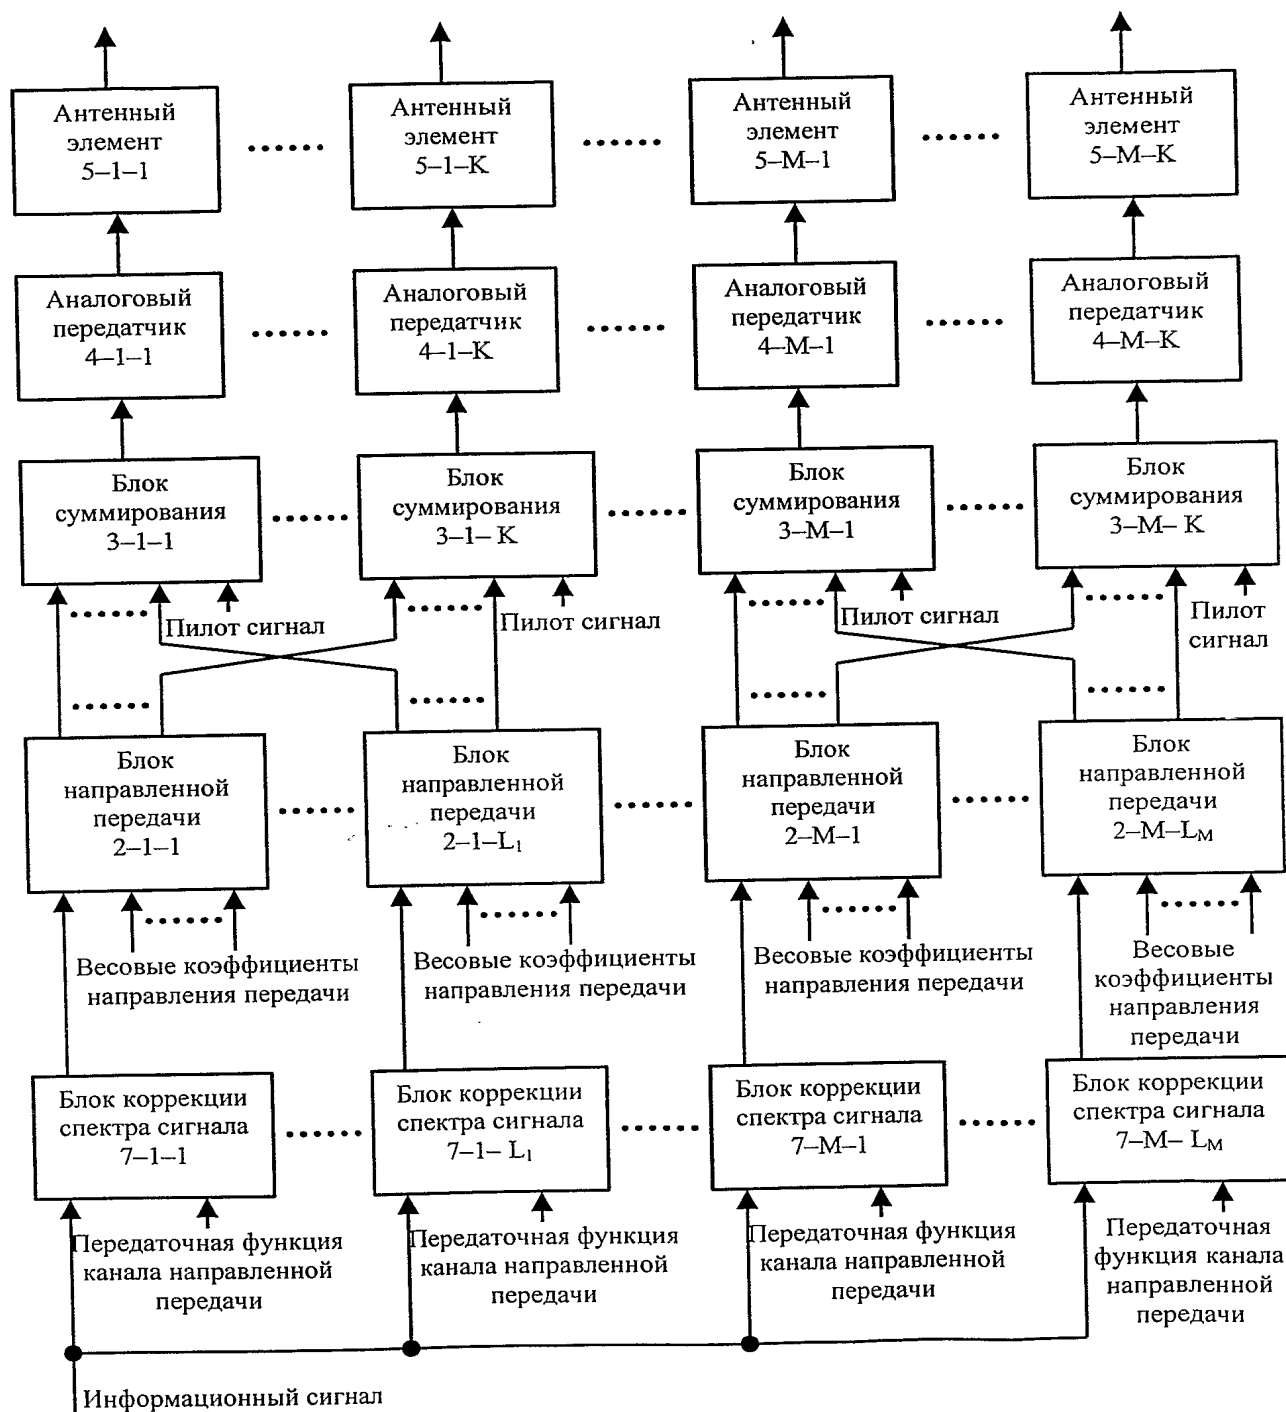 Антенный
элемент
5–1–1
Антенный
элемент
5–1–K
Антенный
элемент
5–M–1
Антенный
элемент
5–M–K
Аналоговый
передатчик
4–1–1
Аналоговый
передатчик
4–1–K
Аналоговый
передатчик
4–M–1
Аналоговый
передатчик
4–M–K
Блок
суммирования
3–1–1
Блок
суммирования
3–1– K
Блок
суммирования
3–M–1
Блок
суммирования
3–M– K
Пилот сигнал
Пилот сигнал
Пилот сигнал
Пилот
сигнал
Блок
направленной
передачи
2–1–1
Блок
направленной
передачи
2–1–L₁
Блок
направленной
передачи
2–M–1
Блок
направленной
передачи
2–M–Lм
Весовые коэффициенты
направления передачи
Весовые коэффициенты
направления передачи
Весовые коэффициенты
направления передачи
Весовые
коэффициенты
направления
передачи
Блок коррекции
спектра сигнала
7–1–1
Блок коррекции
спектра сигнала
7–1– L₁
Блок коррекции
спектра сигнала
7–M–1
Блок коррекции
спектра сигнала
7–M– Lм
Передаточная функция
канала направленной
передачи
Передаточная функция
канала направленной
передачи
Передаточная функция
канала направленной
передачи
Передаточная
функция канала
направленной
передачи
Информационный сигнал